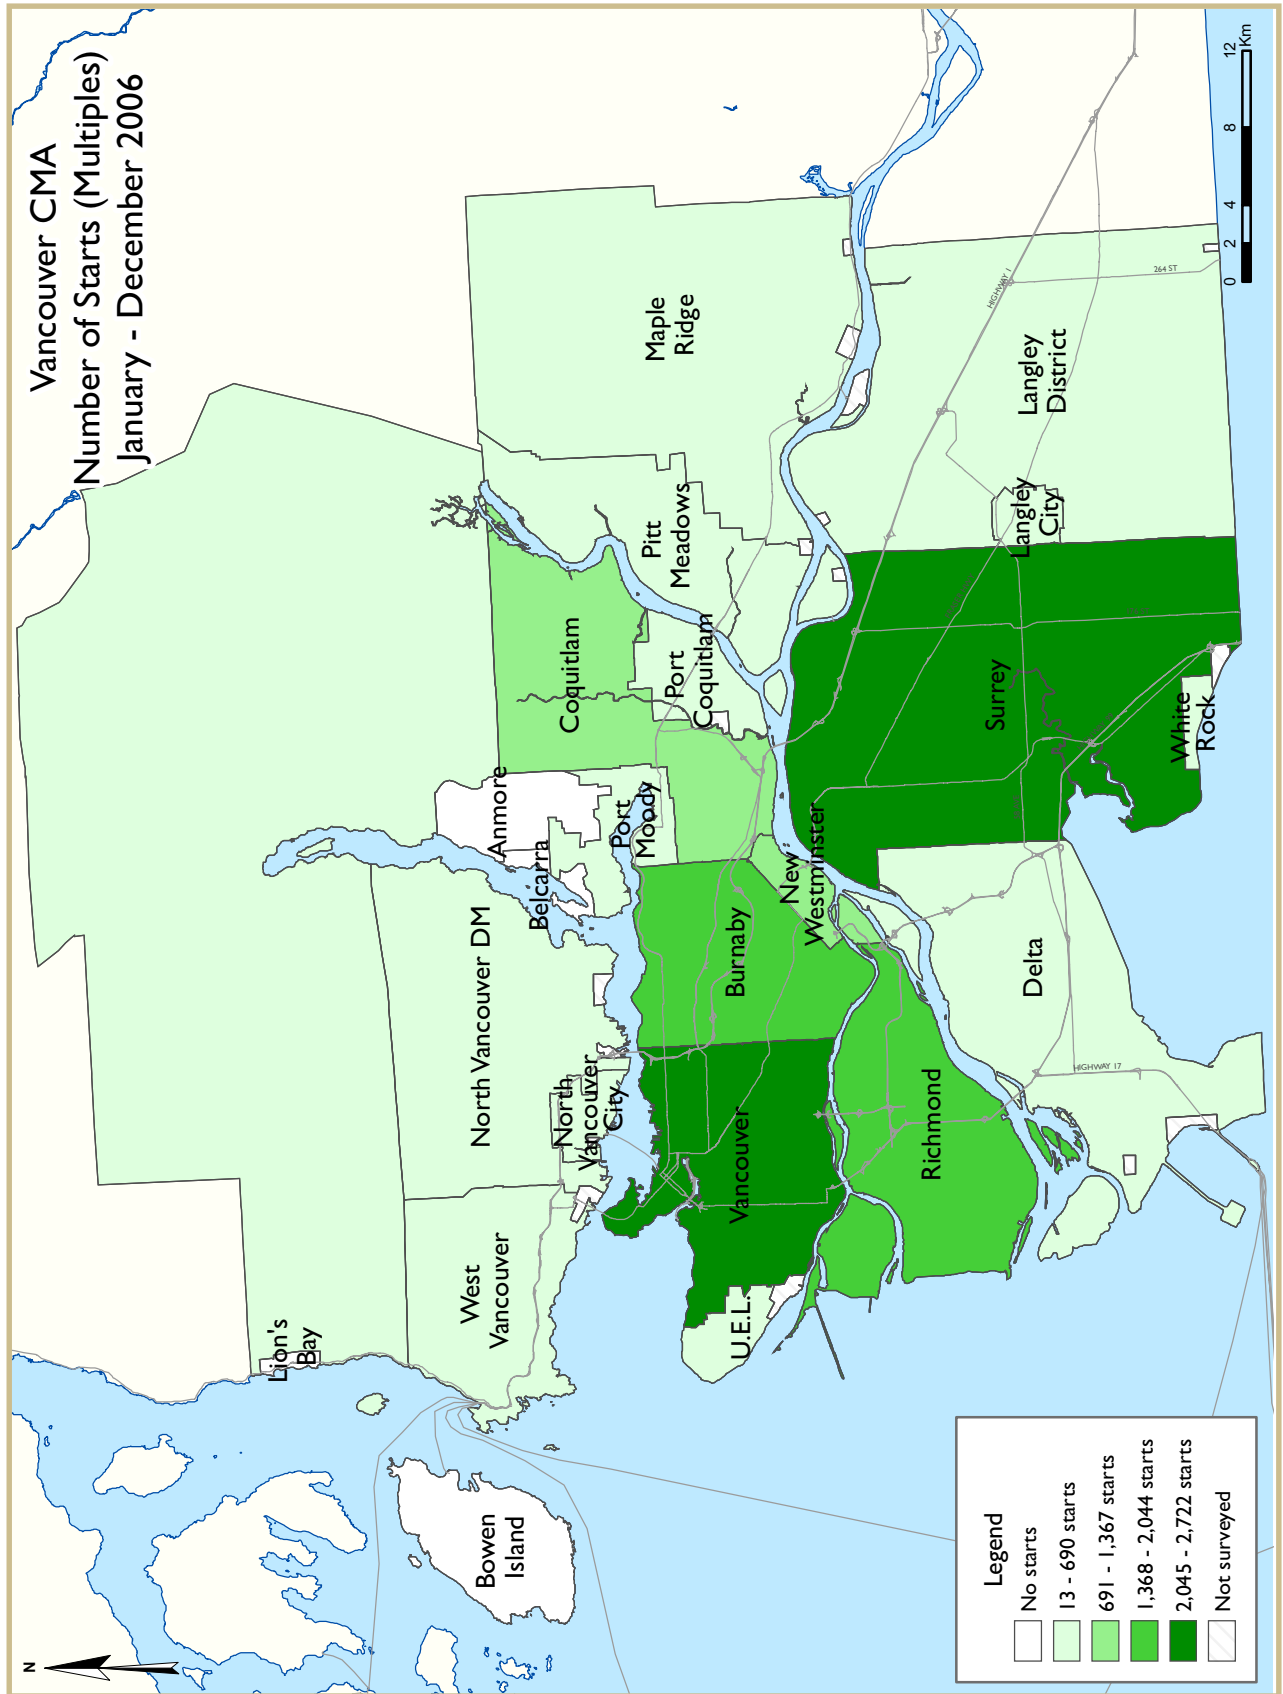 Vancouver CMA
Number of Starts (Multiples)
January - December 2006
N
Lion's
Bay
Bowen
Island
West
Vancouver
North Vancouver DM
North
Vancouver
City
Belcarra
Anmore
Port
Moody
Coquitlam
Port
Coquitlam
Pitt
Meadows
Maple
Ridge
U.E.L.
Vancouver
Burnaby
New
Westminster
Richmond
Delta
Surrey
White
Rock
Langley
City
Langley
District
HIGHWAY 1
264 ST
HIGHWAY 17
0 2 4 8 12
Km
Legend
No starts
13 - 690 starts
691 - 1,367 starts
1,368 - 2,044 starts
2,045 - 2,722 starts
Not surveyed